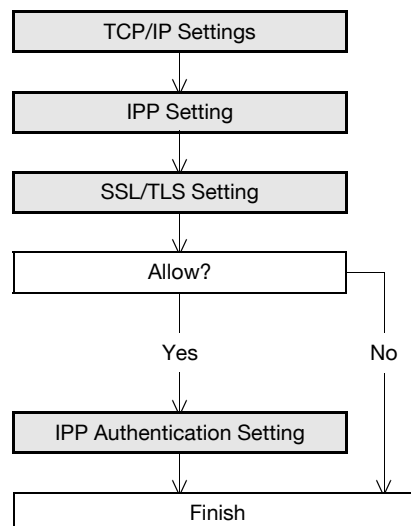 TCP/IP Settings
IPP Setting
SSL/TLS Setting
Allow?
Yes
No
IPP Authentication Setting
Finish